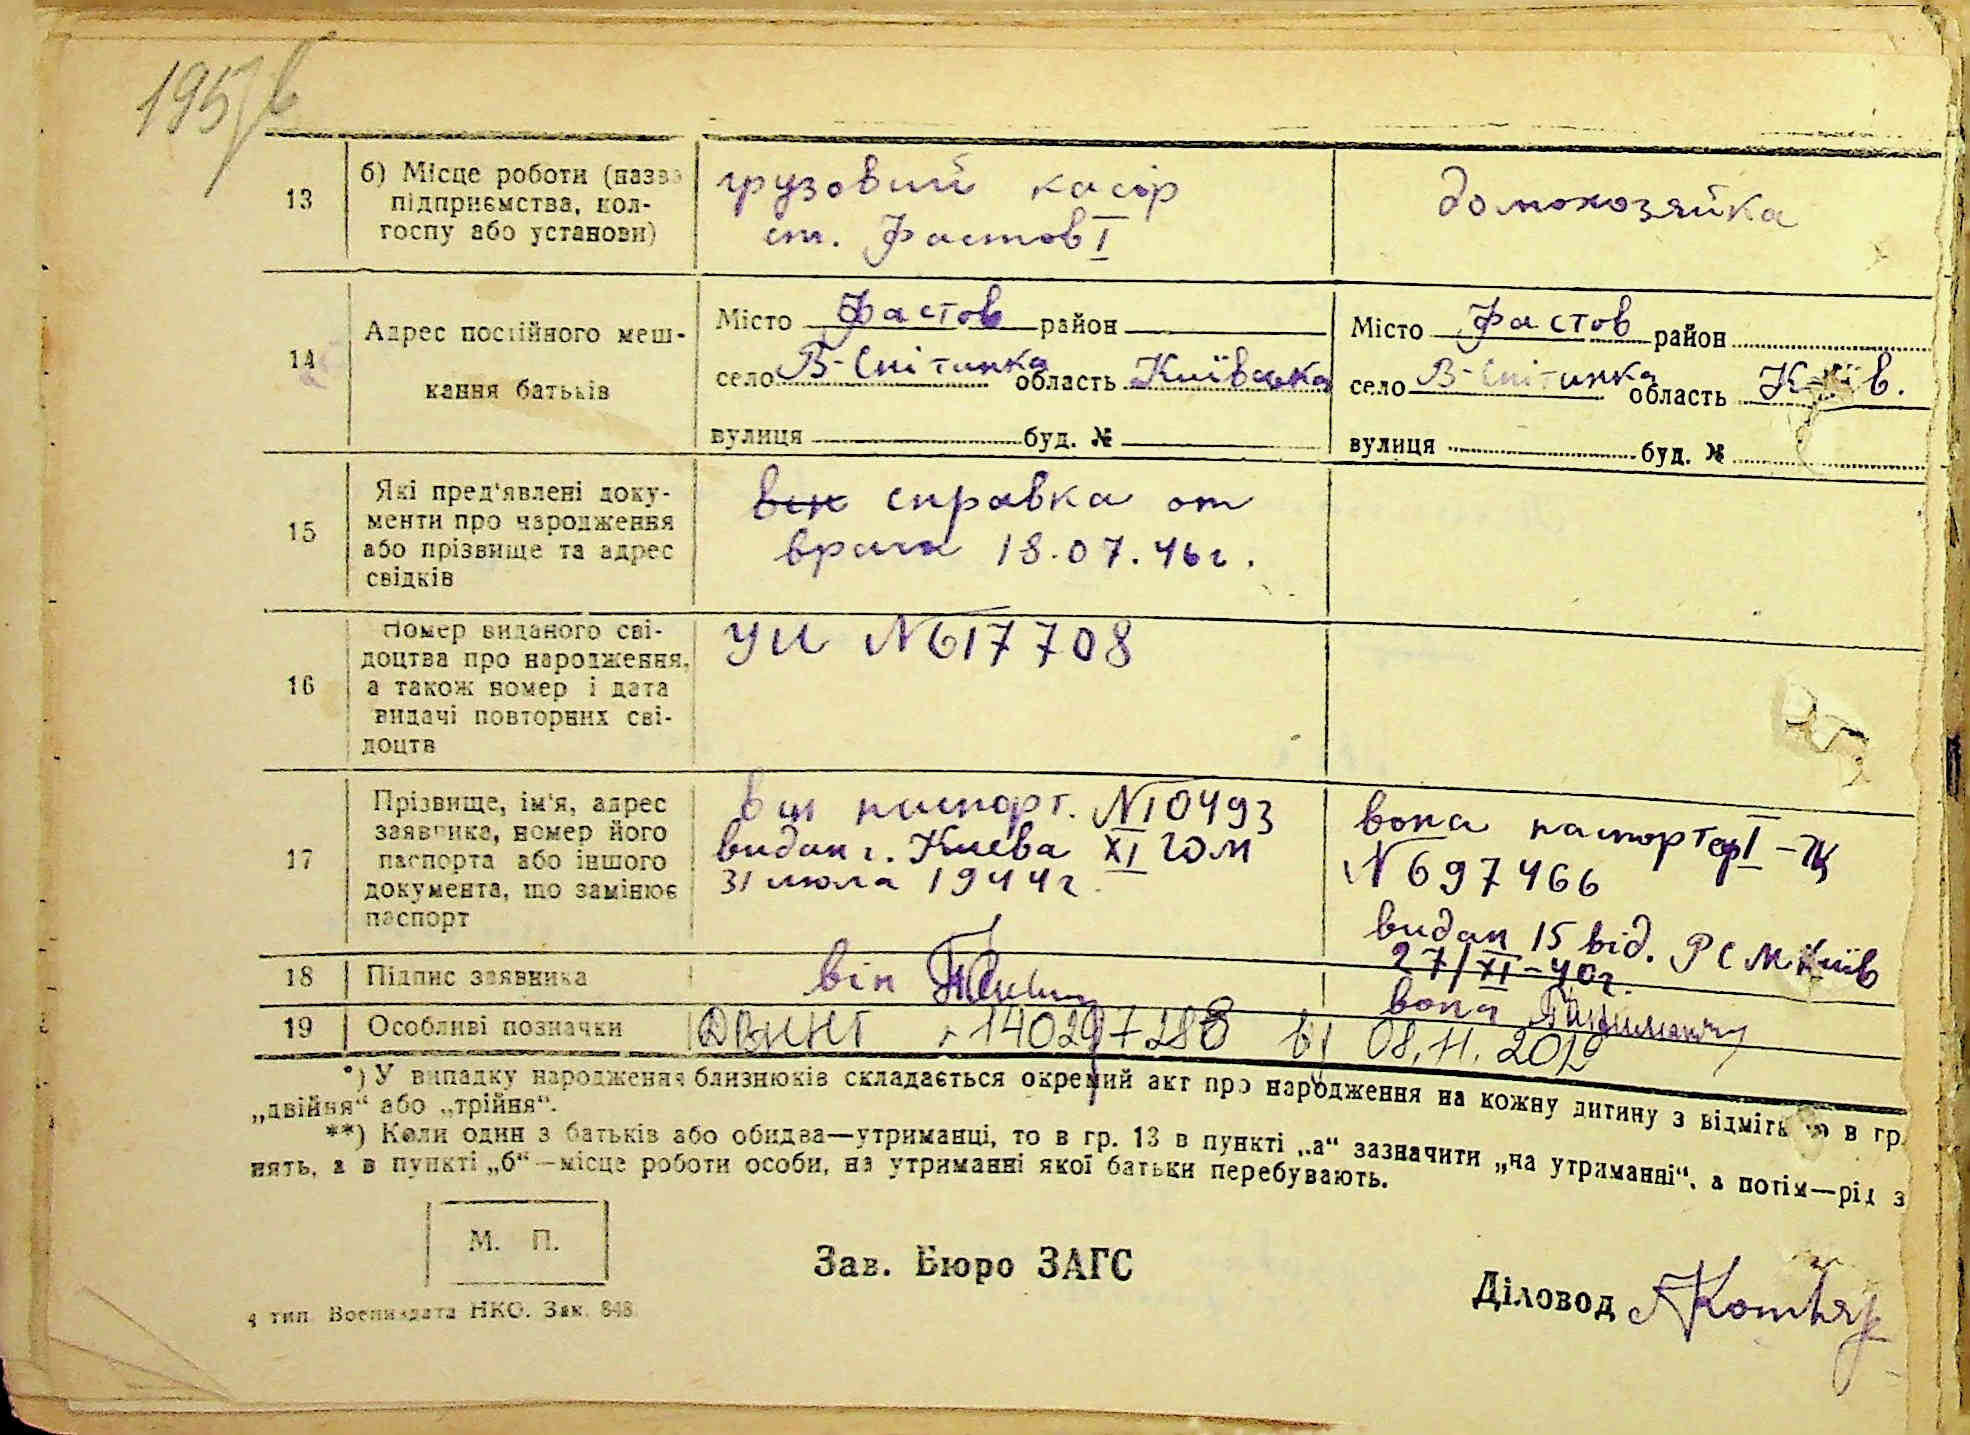 195
13
б) Місце роботи (назва
підприємства, кол-
госпу або установи)
грузовий касір
ст. Фастов I
домохозяйка
14
Адрес постійного меш-
кання батьків
Місто Фастов район
село В-Снітинка область Київська
вулиця буд. №
Місто Фастов район
село В-Снітинка область Київ.
вулиця буд. №
15
Які пред'явлені доку-
менти про народження
або прізвище та адрес
свідків
він справка от
врача 18.07.46г.
16
Номер виданого сві-
доцтва про народження,
а також номер і дата
видачі повторних сві-
доцтв
УИ №617708
17
Прізвище, ім'я, адрес
заявника, номер його
паспорта або іншого
документа, що замінює
паспорт
він паспорт. №10493
видан г. Киева XI ГОМ
31 июля 1944г.
вона паспорт
№697466
видан 15 від. РСМ Київ
27/XI-40г.
18
Підпис заявника
він
вона
19
Особливі позначки
140297288 08.11.2012
*) У випадку народження близнюків складається окремий акт про народження на кожну дитину з відміткою в гр.
„двійня“ або „трійня“.
**) Коли один з батьків або обидва—утриманці, то в гр. 13 в пункті „а“ зазначити „на утриманні“, а потім—рід з
нять, а в пункті „б“—місце роботи особи, на утриманні якої батьки перебувають.
М. П.
Зав. Бюро ЗАГС
Діловод
4 тип Воениздата НКО. Зак. 848